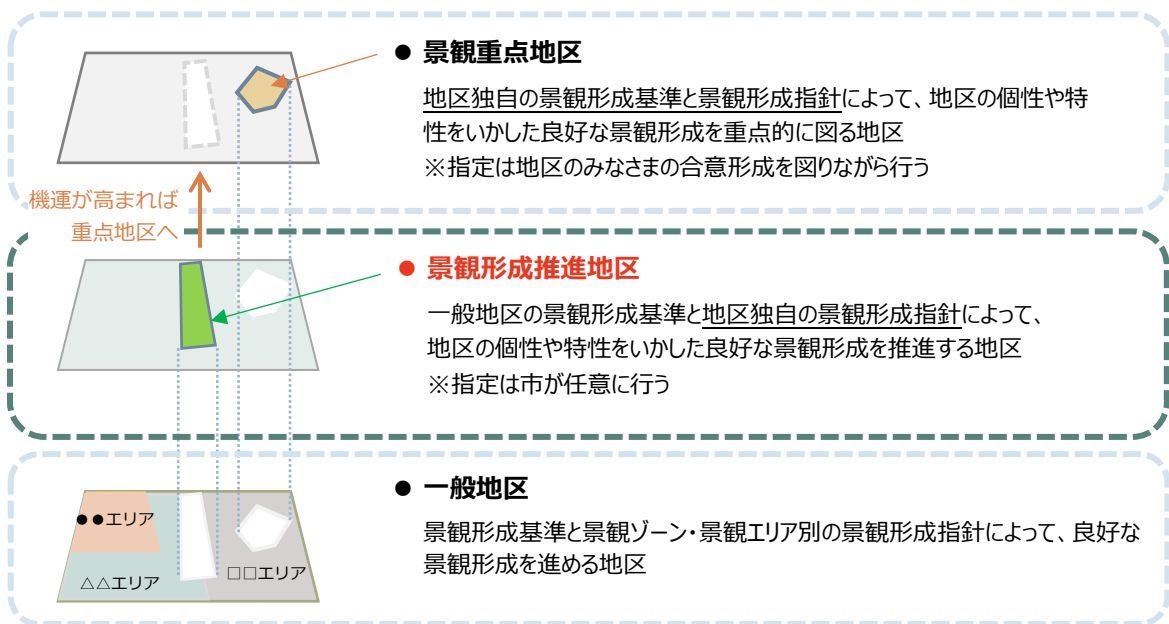 ● 景観重点地区
地区独自の景観形成基準と景観形成指針によって、地区の個性や特
性をいかした良好な景観形成を重点的に図る地区
※指定は地区のみなさまの合意形成を図りながら行う
機運が高まれば
重点地区へ
● 景観形成推進地区
一般地区の景観形成基準と地区独自の景観形成指針によって、
地区の個性や特性をいかした良好な景観形成を推進する地区
※指定は市が任意に行う
● 一般地区
景観形成基準と景観ゾーン・景観エリア別の景観形成指針によって、良好な
景観形成を進める地区
●●エリア
△△エリア
□□エリア